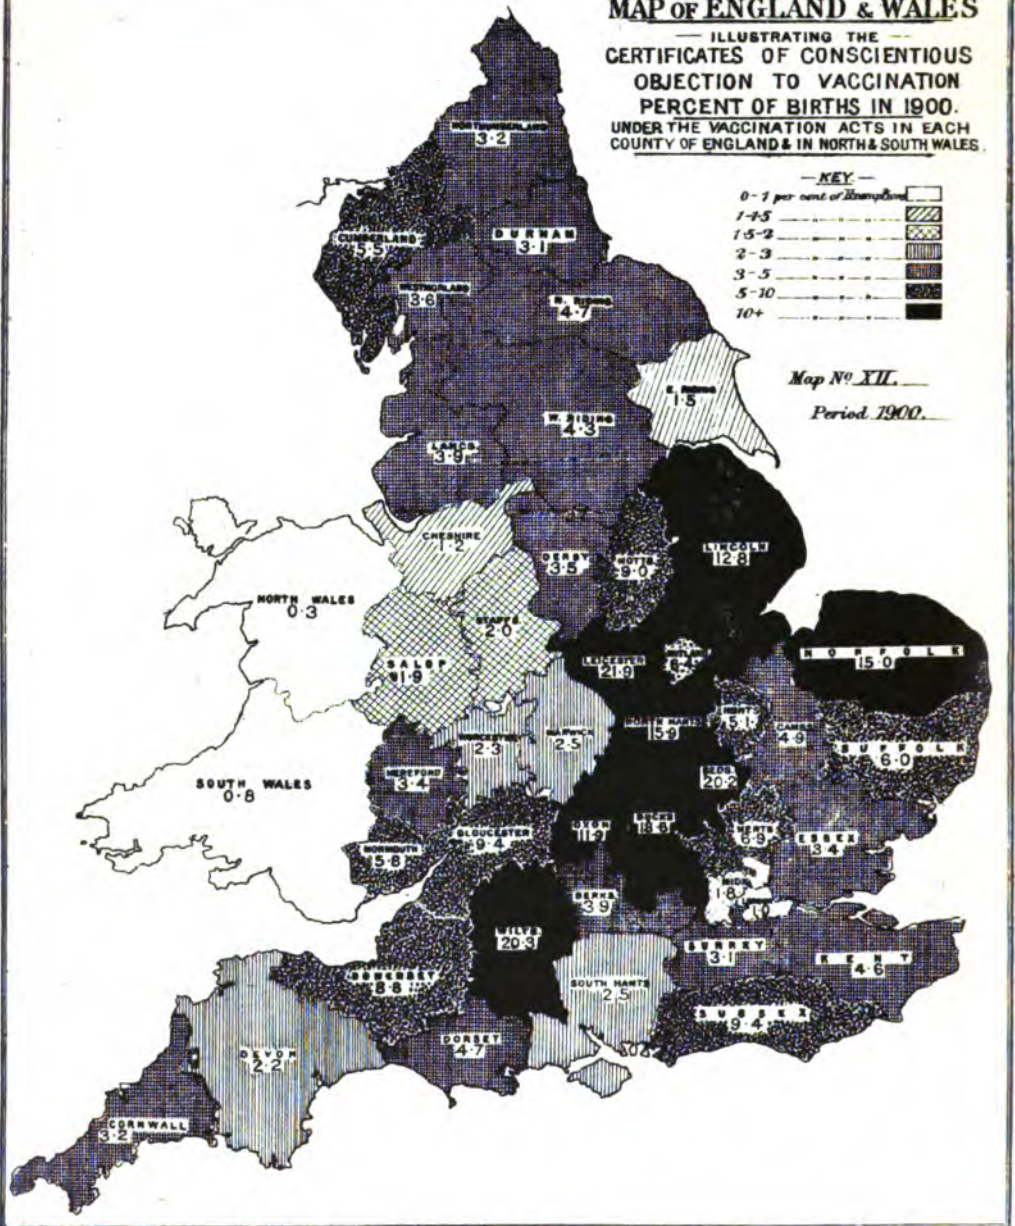 MAP OF ENGLAND & WALES
— ILLUSTRATING THE —
CERTIFICATES OF CONSCIENTIOUS
OBJECTION TO VACCINATION
PERCENT OF BIRTHS IN 1900.
UNDER THE VACCINATION ACTS IN EACH
COUNTY OF ENGLAND & IN NORTH & SOUTH WALES.
— KEY —
0-1 per cent of Exemptions
1-1·5 " " "
1·5-2 " " "
2-3 " " "
3-5 " " "
5-10 " " "
10+ " " "
Map Nº XII.
Period 1900.
NORTHUMBERLAND
3·2
CUMBERLAND
5·5
DURHAM
3·1
WESTMORLAND
3·6
N. RIDING
4·7
E. RIDING
1·5
W. RIDING
4·3
LANCS
3·9
CHESHIRE
1·2
DERBY
3·5
NOTTS
9·0
LINCOLN
12·8
NORTH WALES
0·3
STAFFS
2·0
SALOP
1·9
LEICESTER
21·9
6·4
NORFOLK
15·0
2·3
WARWICK
2·5
NORTH HANTS
15·9
HUNT
5·1
CAMBS
4·9
SUFFOLK
6·0
HEREFORD
3·4
SOUTH WALES
0·8
BEDS.
20·2
GLOUCESTER
9·4
OXON
11·9
BUCKS
18·6
HERTS
6·9
ESSEX
3·4
MONMOUTH
5·8
MIDX
1·8
BERKS
3·9
WILTS.
20·3
SURREY
3·1
KENT
4·6
SOMERSET
8·8
SOUTH HANTS
2·5
SUSSEX
9·4
DORSET
4·7
DEVON
2·2
CORNWALL
3·2